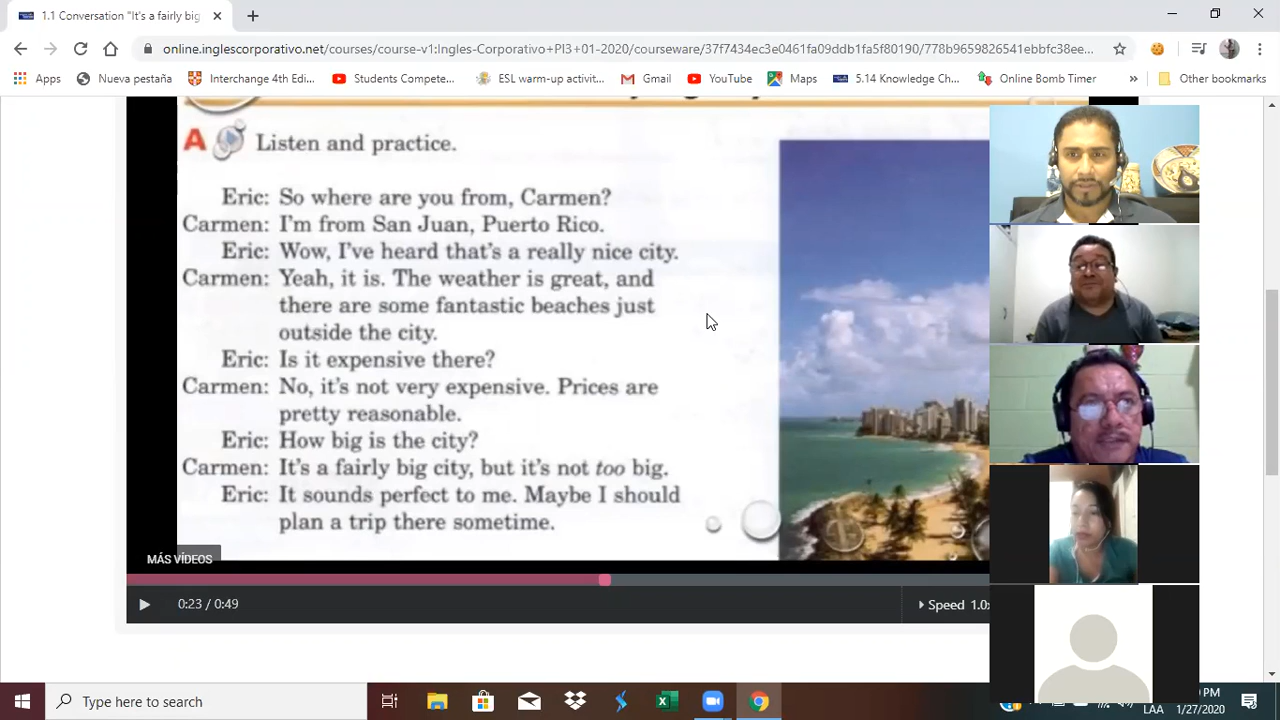 1.1 Conversation "It's a fairly big
online.inglescorporativo.net/courses/course-v1:Ingles-Corporativo+PI3+01-2020/courseware/37f7434ec3e0461fa09ddb1fa5f80190/778b9659826541ebbfc38ee...
Apps Nueva pestaña Interchange 4th Edi... Students Compete... ESL warm-up activit... Gmail YouTube Maps 5.14 Knowledge Ch... Online Bomb Timer » Other bookmarks
A Listen and practice.
Eric: So where are you from, Carmen?
Carmen: I'm from San Juan, Puerto Rico.
Eric: Wow, I've heard that's a really nice city.
Carmen: Yeah, it is. The weather is great, and
there are some fantastic beaches just
outside the city.
Eric: Is it expensive there?
Carmen: No, it's not very expensive. Prices are
pretty reasonable.
Eric: How big is the city?
Carmen: It's a fairly big city, but it's not too big.
Eric: It sounds perfect to me. Maybe I should
plan a trip there sometime.
MÁS VÍDEOS
0:23 / 0:49 Speed 1.0x
Type here to search
PM
LAA 1/27/2020